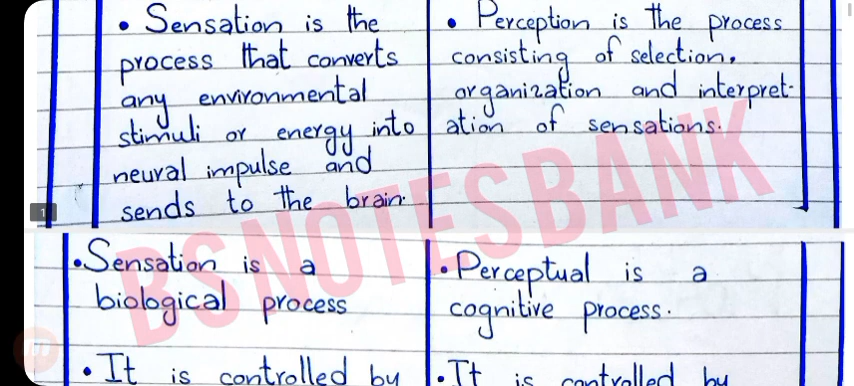 • Sensation is the
process that converts
any environmental
stimuli or energy into
neural impulse and
sends to the brain.
• Perception is the process
consisting of selection,
organization and interpret-
ation of sensations.
BSNOTESBANK
1
• Sensation is a
biological process
• It is controlled by
• Perceptual is a
cognitive process.
• It is controlled by